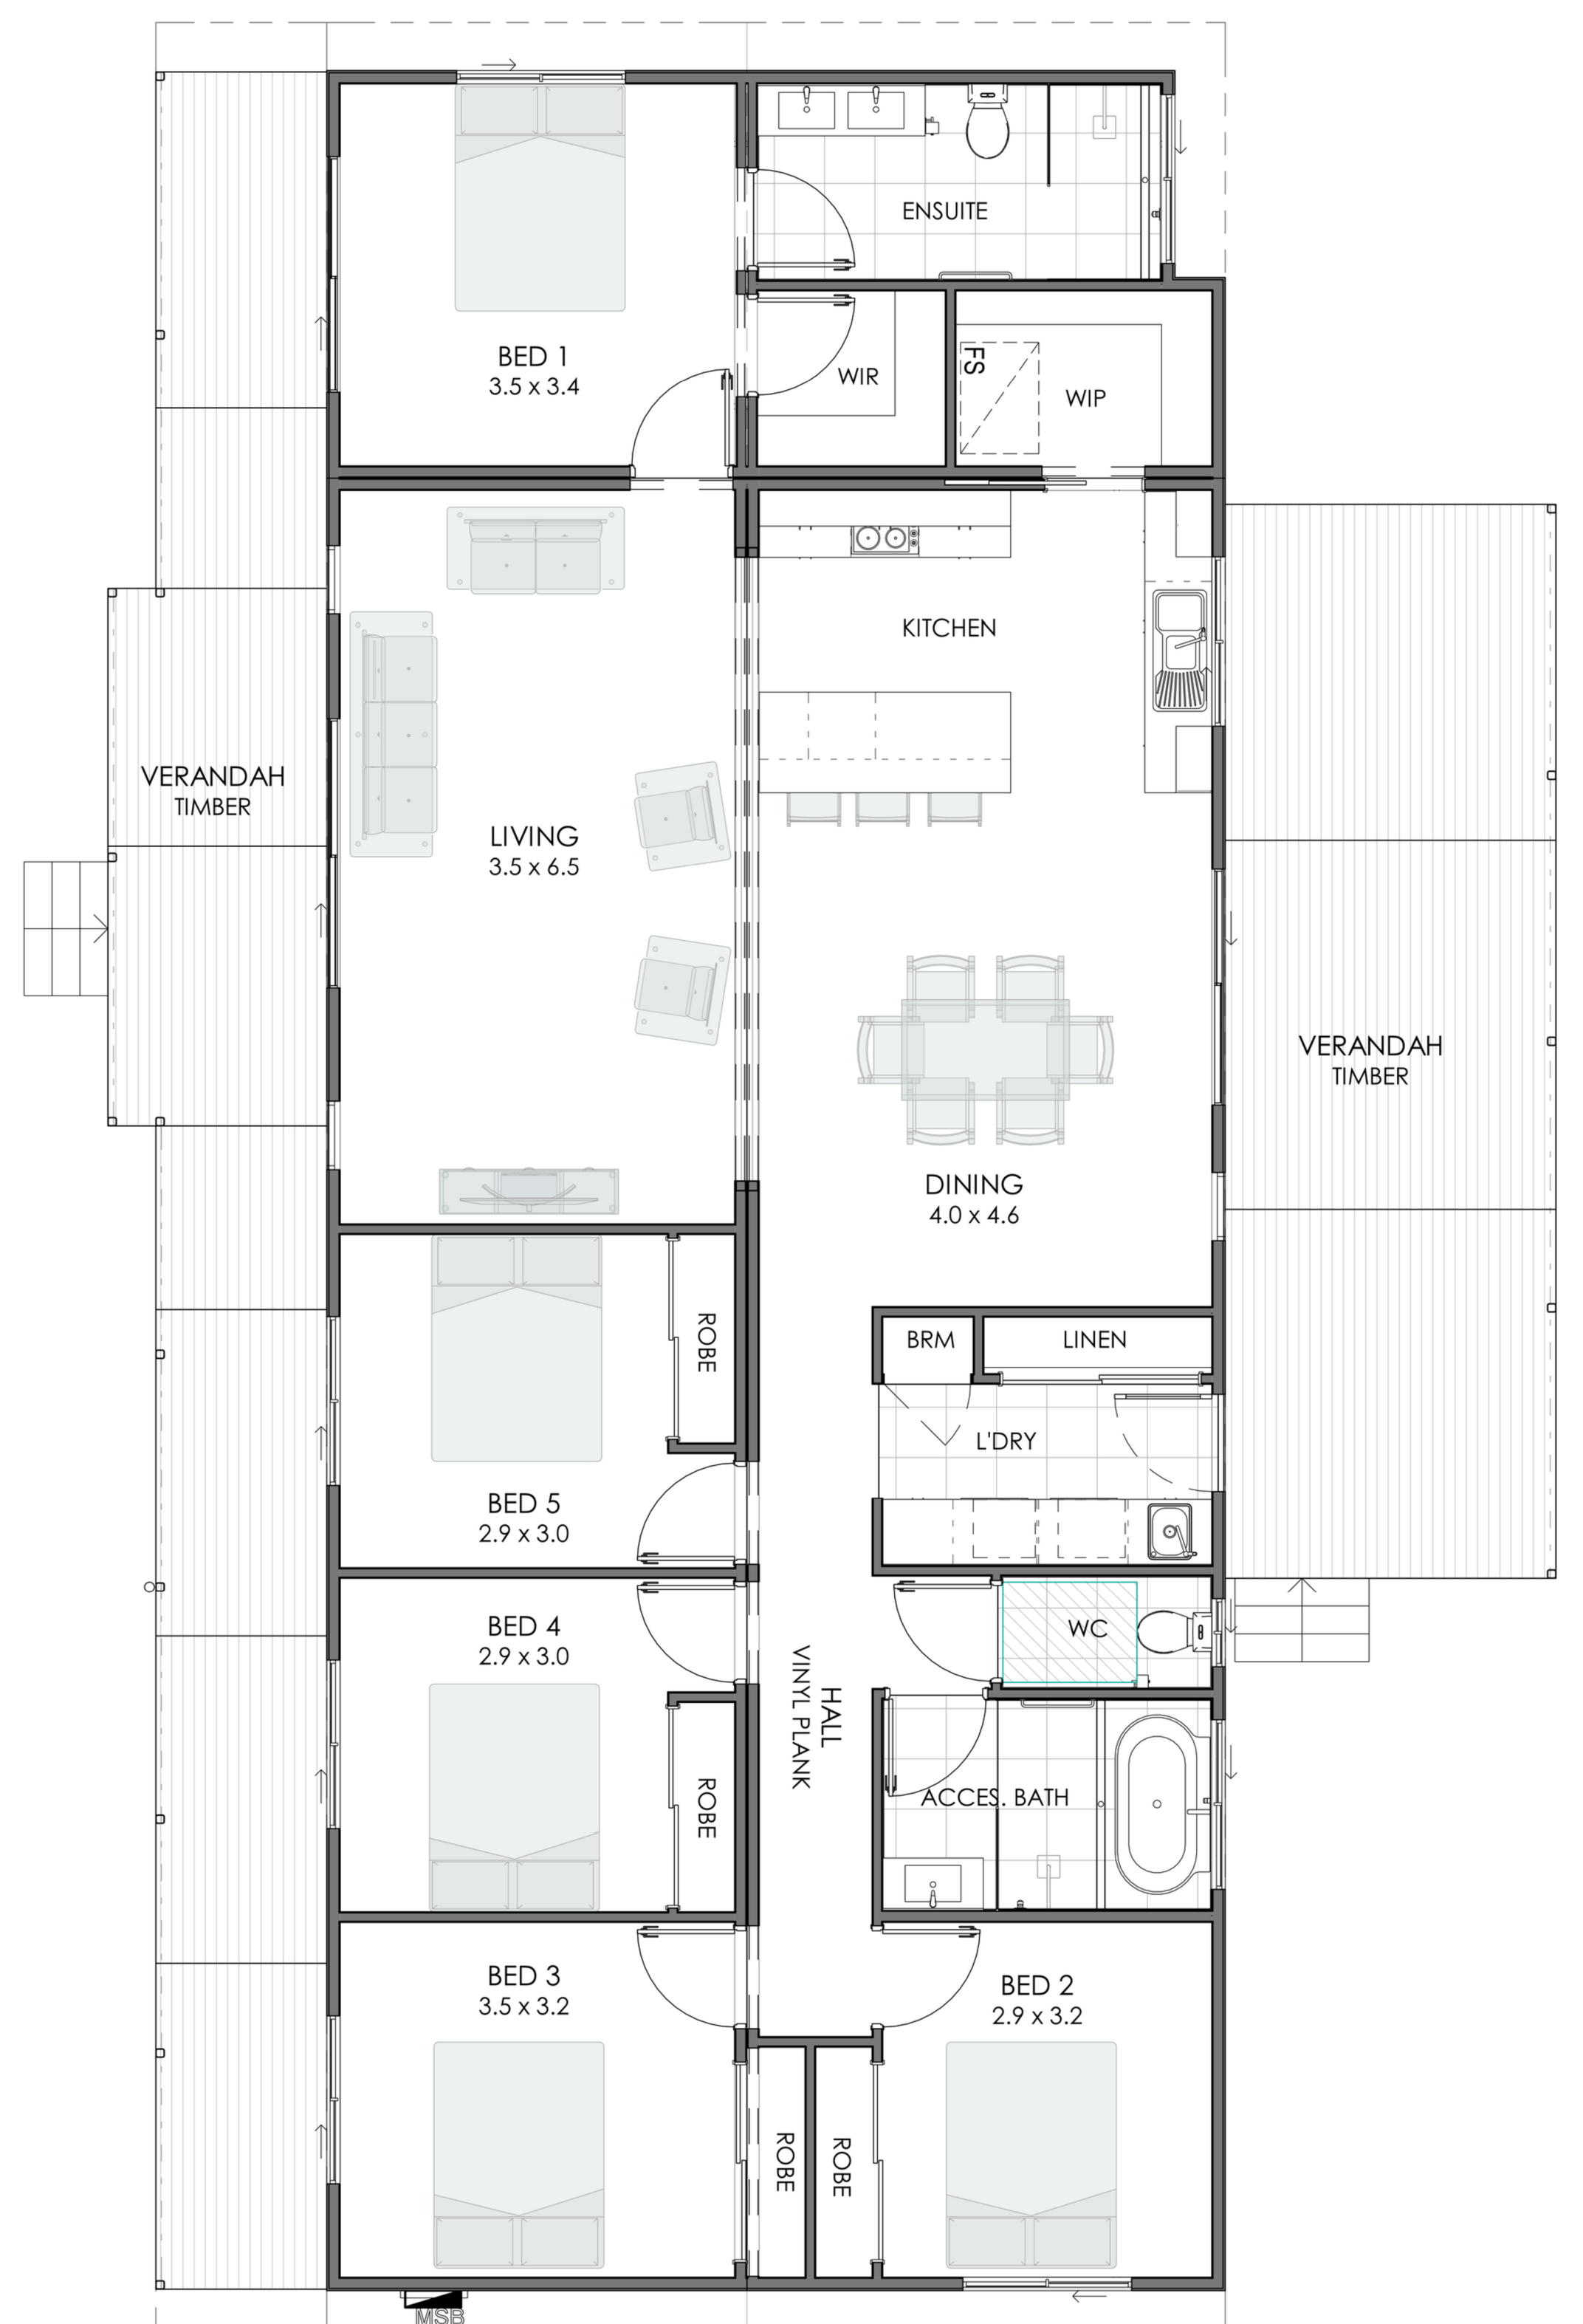 ENSUITE
BED 1
3.5 x 3.4
WIR
FS
WIP
KITCHEN
VERANDAH
TIMBER
LIVING
3.5 x 6.5
VERANDAH
TIMBER
DINING
4.0 x 4.6
ROBE
BRM
LINEN
L'DRY
BED 5
2.9 x 3.0
BED 4
2.9 x 3.0
WC
HALL
VINYL PLANK
ROBE
ACCES. BATH
BED 3
3.5 x 3.2
BED 2
2.9 x 3.2
ROBE
ROBE
MSB